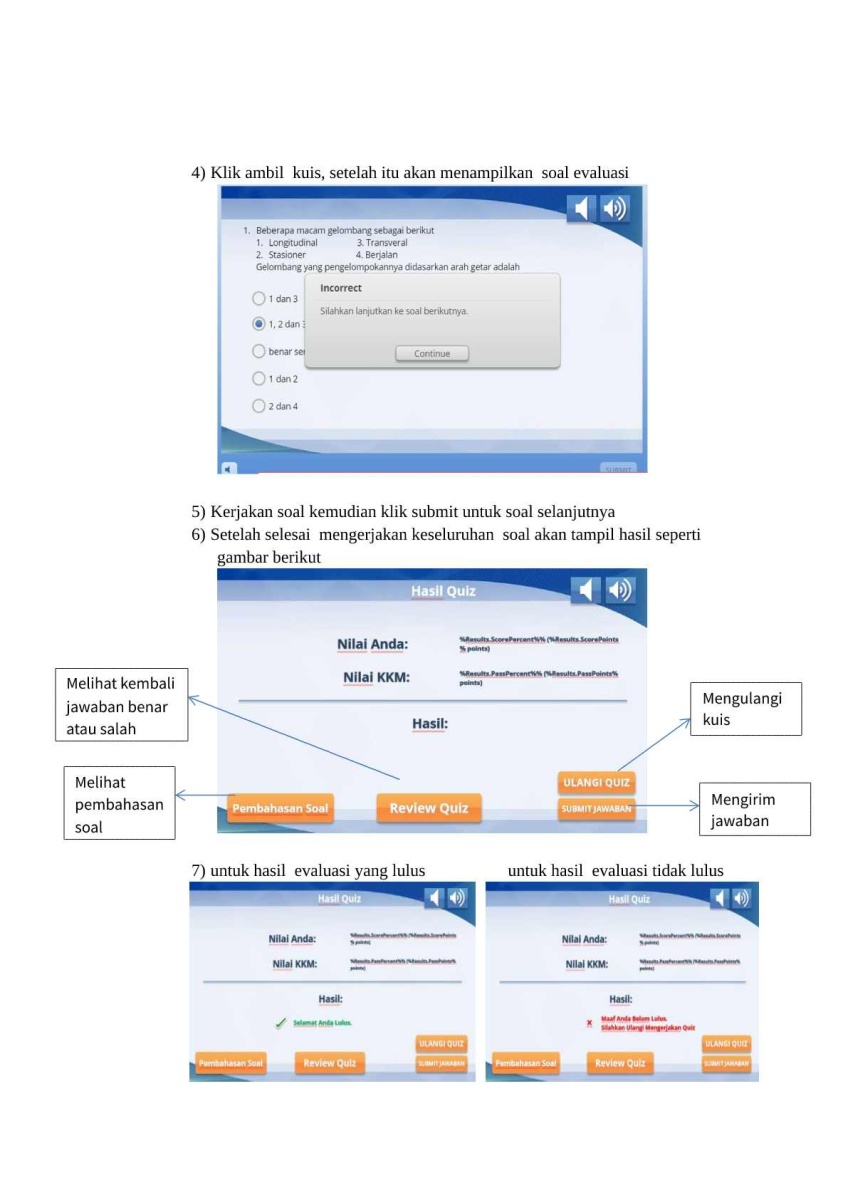 4) Klik ambil kuis, setelah itu akan menampilkan soal evaluasi
1. Beberapa macam gelombang sebagai berikut
1. Longitudinal 3. Transveral
2. Stasioner 4. Berjalan
Gelombang yang pengelompokannya didasarkan arah getar adalah
Incorrect
1 dan 3
Silahkan lanjutkan ke soal berikutnya.
1, 2 dan
benar
Continue
1 dan 2
2 dan 4
SUBMIT
5) Kerjakan soal kemudian klik submit untuk soal selanjutnya
6) Setelah selesai mengerjakan keseluruhan soal akan tampil hasil seperti
gambar berikut
Hasil Quiz
Nilai Anda: %Results.ScorePercent%% (%Results.ScorePoints
% points)
Nilai KKM: %Results.PassPercent%% (%Results.PassPoints%
points)
Melihat kembali
jawaban benar
atau salah
Mengulangi
kuis
Hasil:
Melihat
pembahasan
soal
ULANGI QUIZ
Pembahasan Soal Review Quiz SUBMIT JAWABAN
Mengirim
jawaban
7) untuk hasil evaluasi yang lulus untuk hasil evaluasi tidak lulus
Hasil Quiz
Nilai Anda: %Results.ScorePercent%% (%Results.ScorePoints
% points)
Nilai KKM: %Results.PassPercent%% (%Results.PassPoints%
points)
Hasil:
Selamat Anda Lulus.
ULANGI QUIZ
Pembahasan Soal Review Quiz SUBMIT JAWABAN
Hasil Quiz
Nilai Anda: %Results.ScorePercent%% (%Results.ScorePoints
% points)
Nilai KKM: %Results.PassPercent%% (%Results.PassPoints%
points)
Hasil:
Maaf Anda Belum Lulus.
Silahkan Ulangi Mengerjakan Quiz
ULANGI QUIZ
Pembahasan Soal Review Quiz SUBMIT JAWABAN